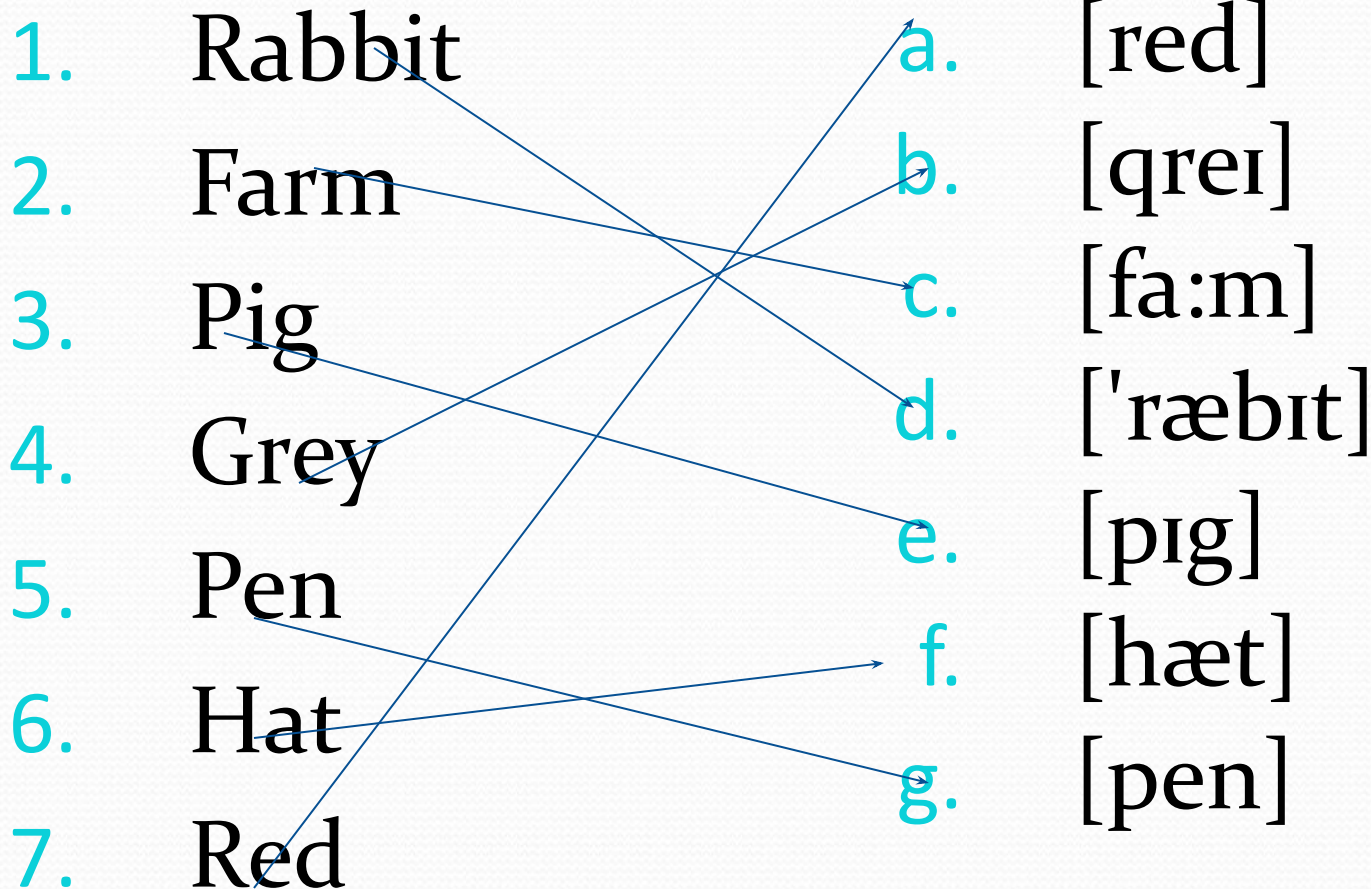 1. Rabbit
2. Farm
3. Pig
4. Grey
5. Pen
6. Hat
7. Red
a. [red]
b. [qreɪ]
c. [fa:m]
d. ['ræbɪt]
e. [pɪg]
f. [hæt]
g. [pen]